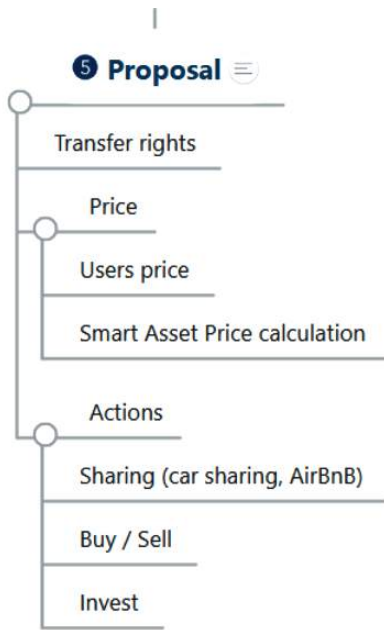 5 Proposal
Transfer rights
Price
Users price
Smart Asset Price calculation
Actions
Sharing (car sharing, AirBnB)
Buy / Sell
Invest